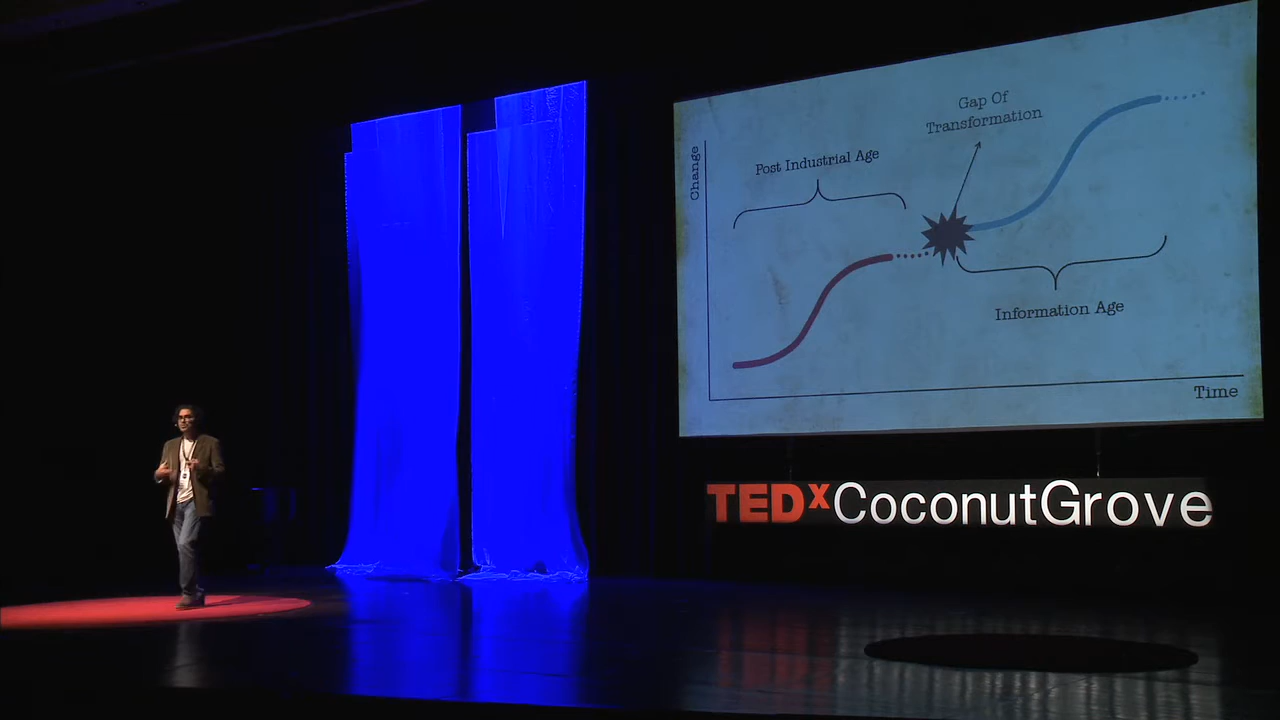 Gap Of
Transformation
Post Industrial Age
Change
Information Age
Time
TEDxCoconutGrove